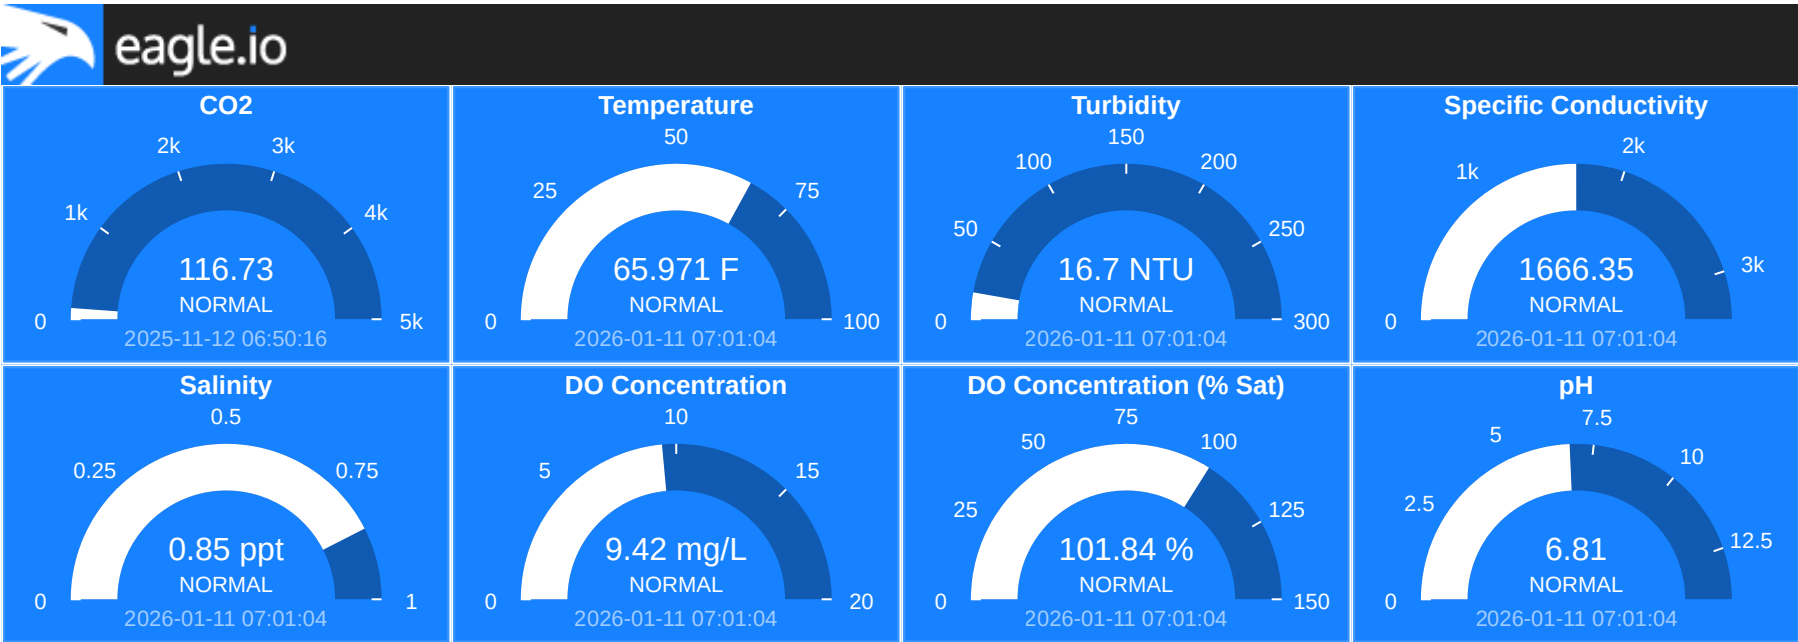 eagle.io
CO2
0
1k
2k
3k
4k
5k
116.73
NORMAL
2025-11-12 06:50:16
Temperature
0
25
50
75
100
65.971 F
NORMAL
2026-01-11 07:01:04
Turbidity
0
50
100
150
200
250
300
16.7 NTU
NORMAL
2026-01-11 07:01:04
Specific Conductivity
0
1k
2k
3k
1666.35
NORMAL
2026-01-11 07:01:04
Salinity
0
0.25
0.5
0.75
1
0.85 ppt
NORMAL
2026-01-11 07:01:04
DO Concentration
0
5
10
15
20
9.42 mg/L
NORMAL
2026-01-11 07:01:04
DO Concentration (% Sat)
0
25
50
75
100
125
150
101.84 %
NORMAL
2026-01-11 07:01:04
pH
0
2.5
5
7.5
10
12.5
6.81
NORMAL
2026-01-11 07:01:04